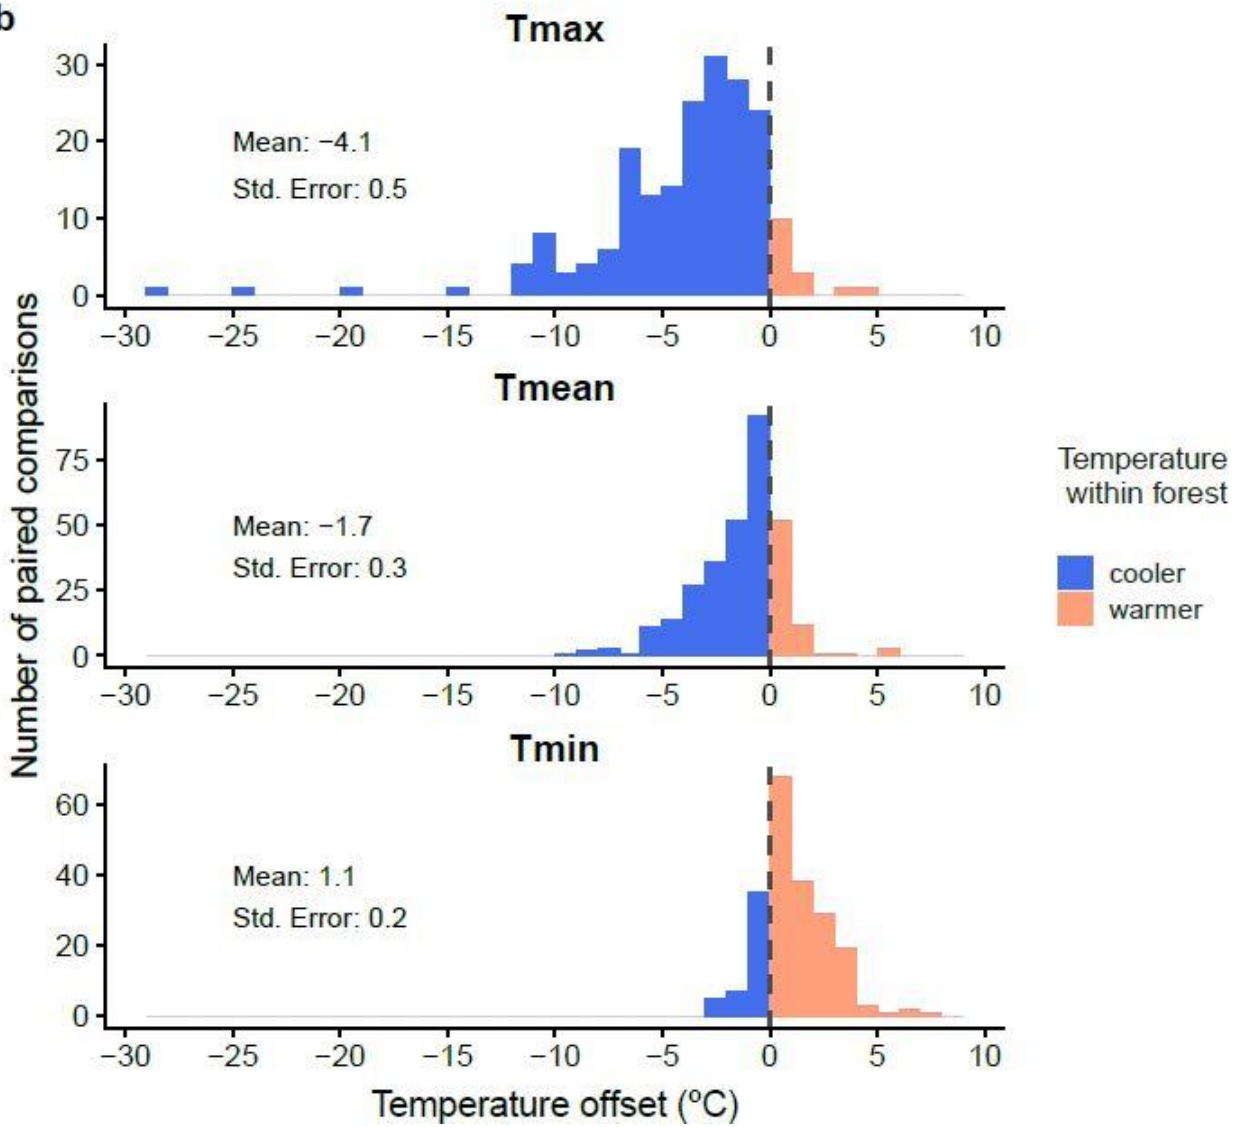 b
Tmax
30
20
10
0
Mean: −4.1
Std. Error: 0.5
−30 −25 −20 −15 −10 −5 0 5 10
Tmean
75
50
25
0
Mean: −1.7
Std. Error: 0.3
−30 −25 −20 −15 −10 −5 0 5 10
Tmin
60
40
20
0
Mean: 1.1
Std. Error: 0.2
−30 −25 −20 −15 −10 −5 0 5 10
Number of paired comparisons
Temperature offset (ºC)
Temperature
within forest
cooler
warmer